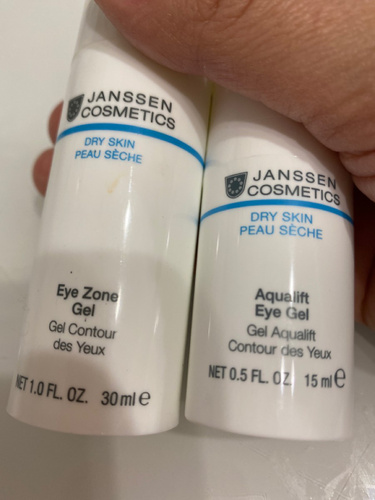 JANSSEN
COSMETICS
DRY SKIN
PEAU SÈCHE
Eye Zone
Gel
Gel Contour
des Yeux
NET 1.0 FL. OZ. 30 ml e
JANSSEN
COSMETICS
DRY SKIN
PEAU SÈCHE
Aqualift
Eye Gel
Gel Aqualift
Contour des Yeux
NET 0.5 FL. OZ. 15 ml e